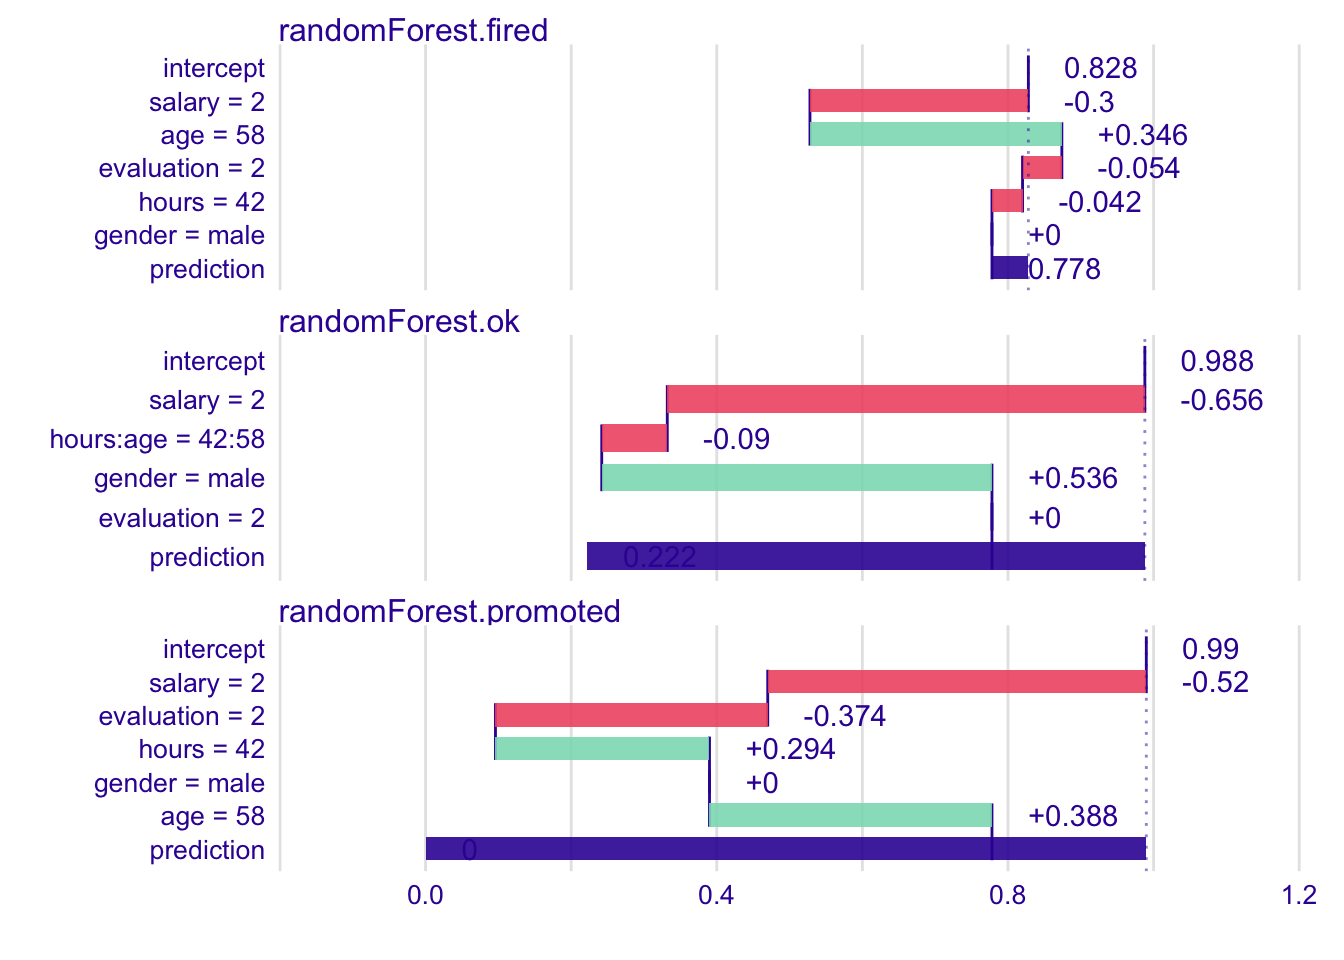 randomForest.fired
intercept 0.828
salary = 2 -0.3
age = 58 +0.346
evaluation = 2 -0.054
hours = 42 -0.042
gender = male +0
prediction 0.778
randomForest.ok
intercept 0.988
salary = 2 -0.656
hours:age = 42:58 -0.09
gender = male +0.536
evaluation = 2 +0
prediction 0.222
randomForest.promoted
intercept 0.99
salary = 2 -0.52
evaluation = 2 -0.374
hours = 42 +0.294
gender = male +0
age = 58 +0.388
prediction 0
0.0 0.4 0.8 1.2